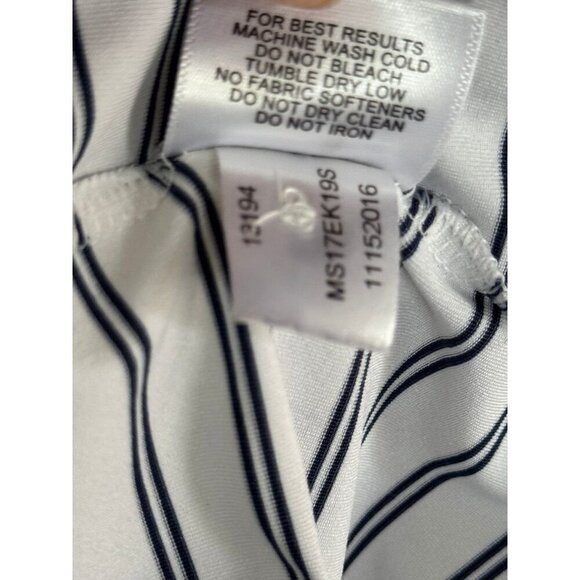 FOR BEST RESULTS
MACHINE WASH COLD
DO NOT BLEACH
TUMBLE DRY LOW
NO FABRIC SOFTENERS
DO NOT DRY CLEAN
DO NOT IRON
13194
MS17EK19S
11152016